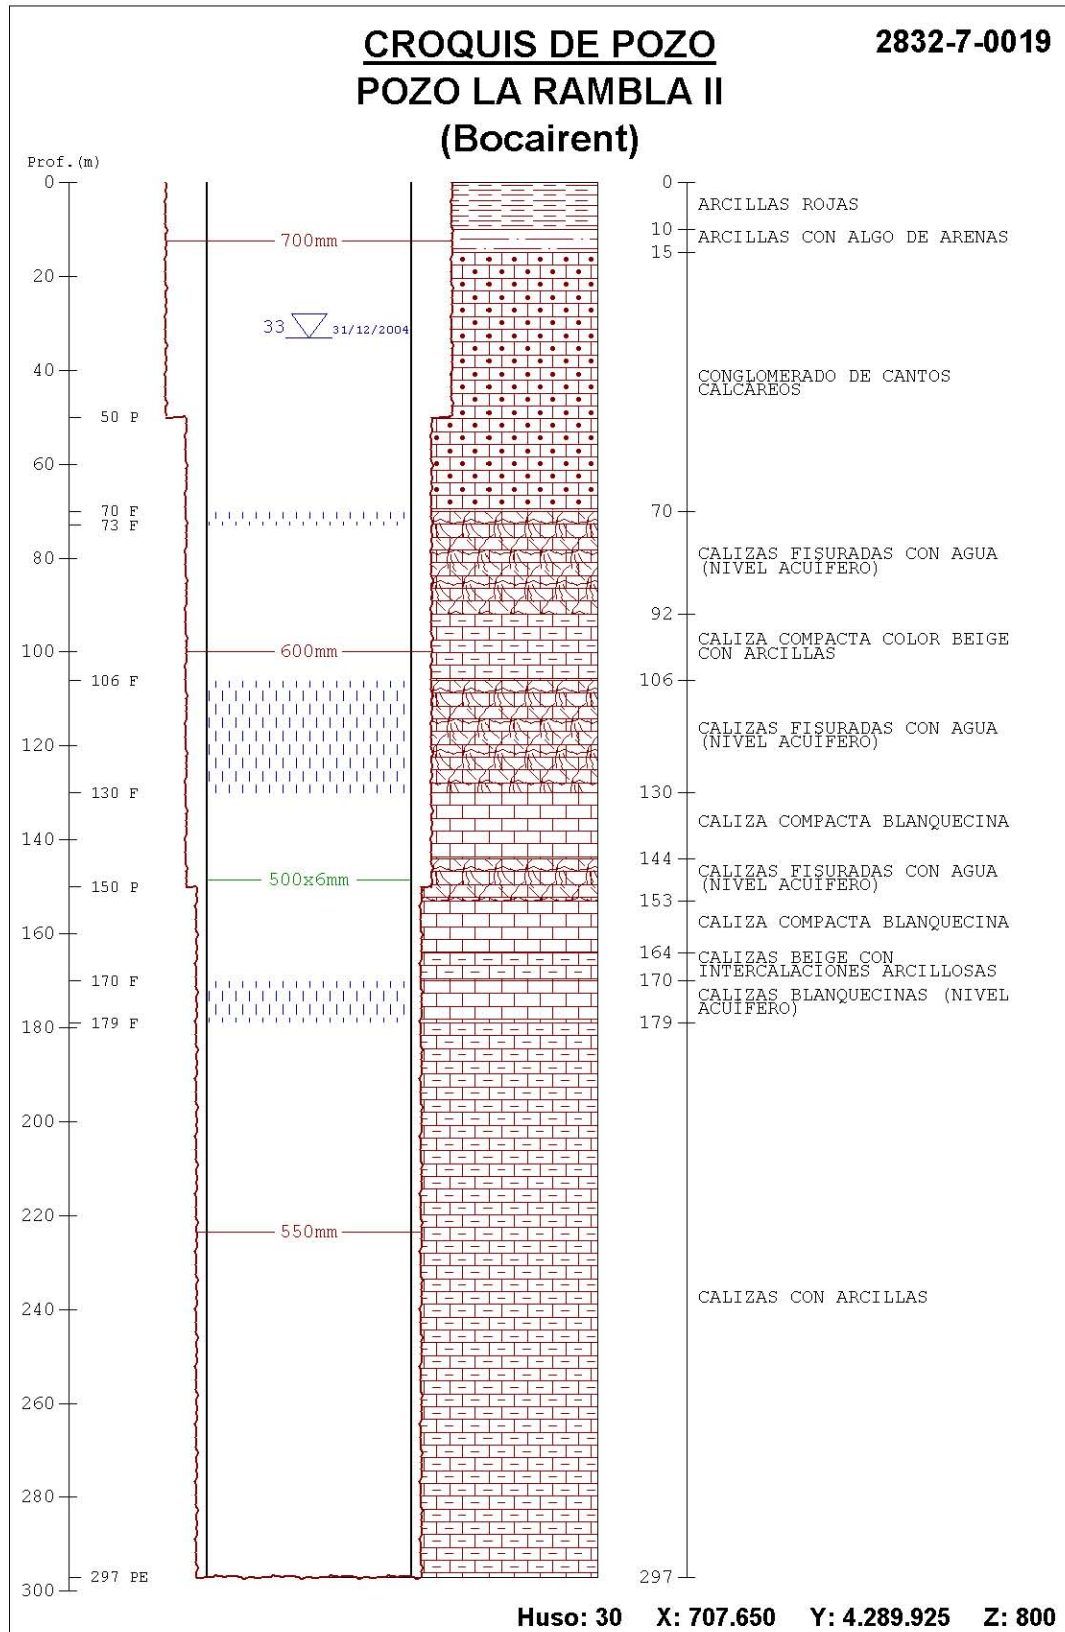 CROQUIS DE POZO
2832-7-0019
POZO LA RAMBLA II
(Bocairent)
Prof.(m)
0
20
40
50 P
60
70 F
73 F
80
100
106 F
120
130 F
140
150 P
160
170 F
179 F
180
200
220
240
260
280
297 PE
300
700mm
33
31/12/2004
600mm
500x6mm
550mm
0
ARCILLAS ROJAS
10
ARCILLAS CON ALGO DE ARENAS
15
CONGLOMERADO DE CANTOS
CALCAREOS
70
CALIZAS FISURADAS CON AGUA
(NIVEL ACUÍFERO)
92
CALIZA COMPACTA COLOR BEIGE
CON ARCILLAS
106
CALIZAS FISURADAS CON AGUA
(NIVEL ACUÍFERO)
130
CALIZA COMPACTA BLANQUECINA
144
CALIZAS FISURADAS CON AGUA
(NIVEL ACUÍFERO)
153
CALIZA COMPACTA BLANQUECINA
164
CALIZAS BEIGE CON
INTERCALACIONES ARCILLOSAS
170
CALIZAS BLANQUECINAS (NIVEL
ACUÍFERO)
179
CALIZAS CON ARCILLAS
297
Huso: 30 X: 707.650 Y: 4.289.925 Z: 800